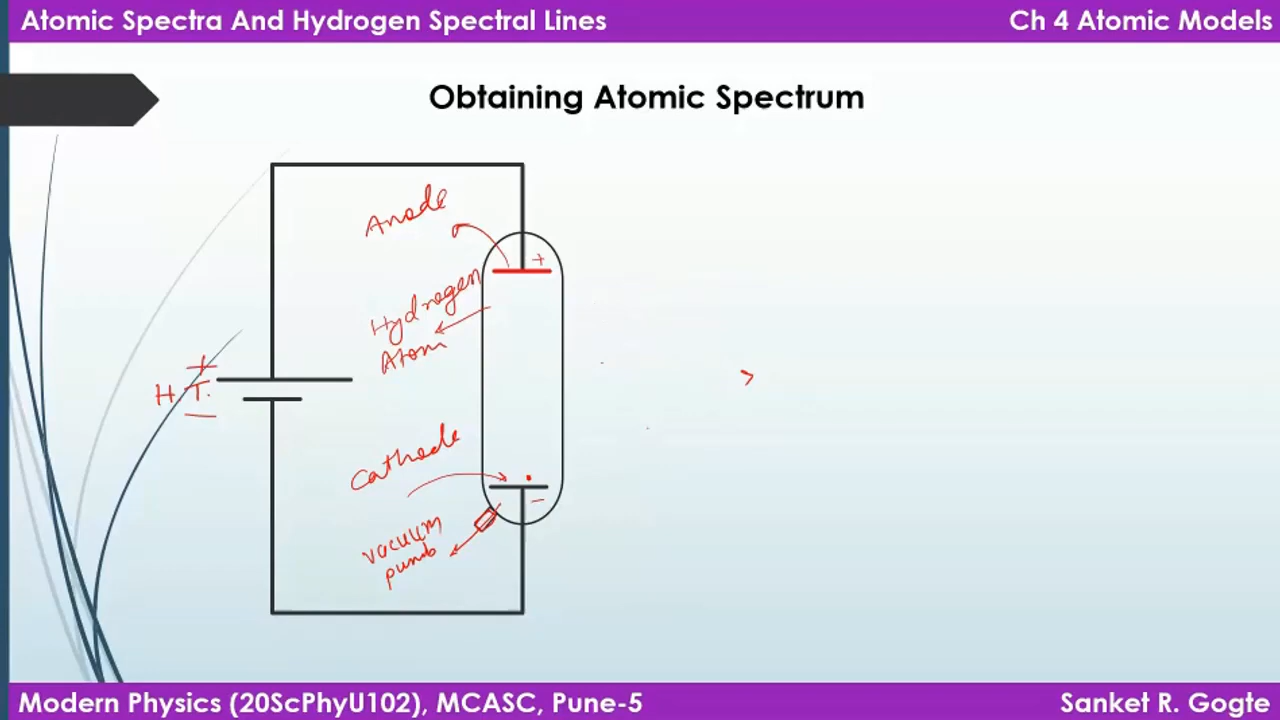 Atomic Spectra And Hydrogen Spectral Lines
Ch 4 Atomic Models
Obtaining Atomic Spectrum
Anode
+
Hydrogen
Atom
+
H.T.
-
Cathode
-
vacuum
pumb
Modern Physics (20ScPhyU102), MCASC, Pune-5
Sanket R. Gogte